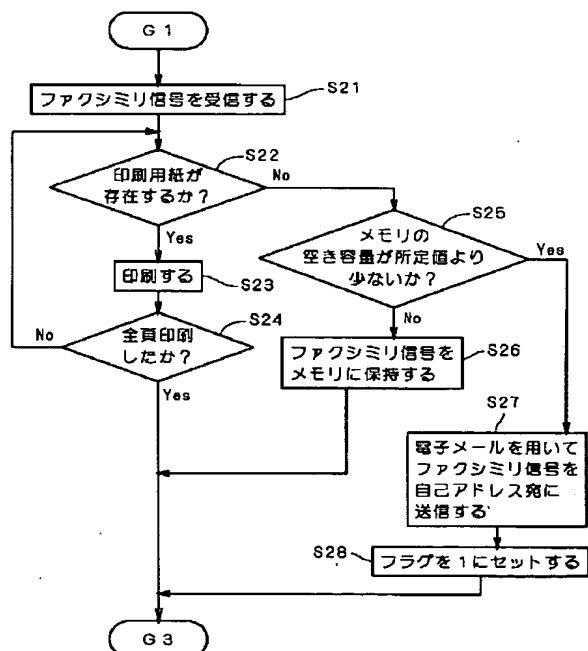 G1
ファクシミリ信号を受信する
S21
印刷用紙が
存在するか?
S22
No
Yes
印刷する
S23
全頁印刷
したか?
S24
No
Yes
メモリの
空き容量が所定値より
少ないか?
S25
Yes
No
ファクシミリ信号を
メモリに保持する
S26
S27
電子メールを用いて
ファクシミリ信号を
自己アドレス宛に
送信する
S28
フラグを1にセットする
G3